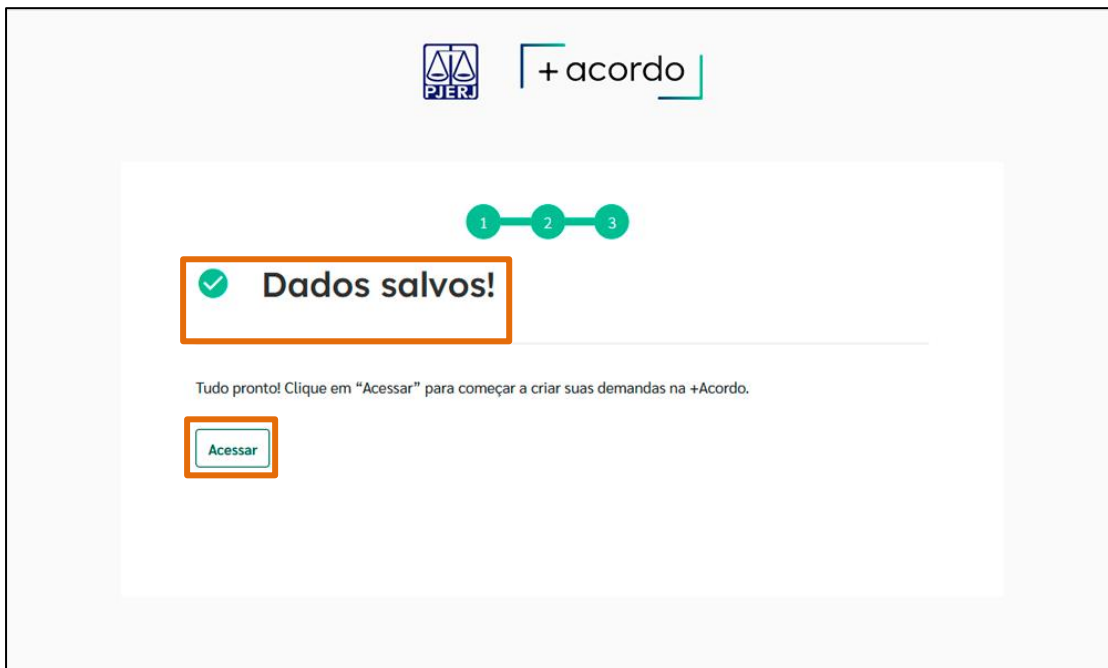 PJERJ
+ acordo
1 2 3
Dados salvos!
Tudo pronto! Clique em “Acessar” para começar a criar suas demandas na +Acordo.
Acessar